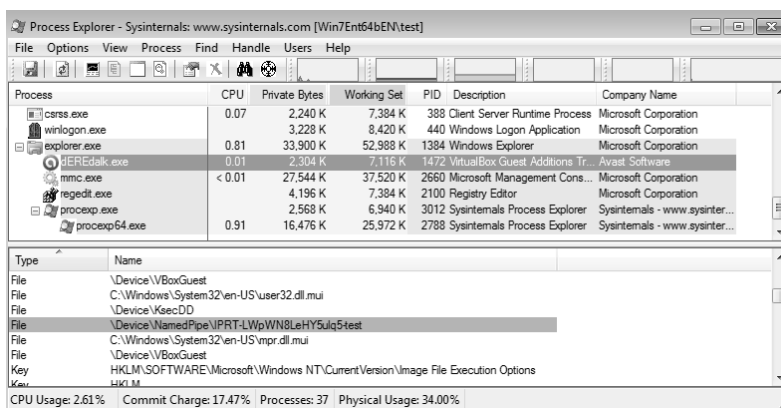 Process Explorer - Sysinternals: www.sysinternals.com [Win7Ent64bEN\test]
File Options View Process Find Handle Users Help
Process CPU Private Bytes Working Set PID Description Company Name
csrss.exe 0.07 2,240 K 7,384 K 388 Client Server Runtime Process Microsoft Corporation
winlogon.exe 3,228 K 8,420 K 440 Windows Logon Application Microsoft Corporation
explorer.exe 0.81 33,900 K 52,988 K 1384 Windows Explorer Microsoft Corporation
dEREdalk.exe 0.01 2,304 K 7,116 K 1472 VirtualBox Guest Additions Tr... Avast Software
mmc.exe < 0.01 27,544 K 37,520 K 2660 Microsoft Management Cons... Microsoft Corporation
regedit.exe 4,196 K 7,384 K 2100 Registry Editor Microsoft Corporation
procexp.exe 2,568 K 6,940 K 3012 Sysinternals Process Explorer Sysinternals - www.sysinter...
procexp64.exe 0.91 16,476 K 25,972 K 2788 Sysinternals Process Explorer Sysinternals - www.sysinter...
Type Name
File \Device\VBoxGuest
File C:\Windows\System32\en-US\user32.dll.mui
File \Device\KsecDD
File \Device\NamedPipe\IPRT-LWpWN8LeHY5ulq5-test
File C:\Windows\System32\en-US\mpr.dll.mui
File \Device\VBoxGuest
Key HKLM\SOFTWARE\Microsoft\Windows NT\CurrentVersion\Image File Execution Options
Key HKLM
CPU Usage: 2.61% Commit Charge: 17.47% Processes: 37 Physical Usage: 34.00%